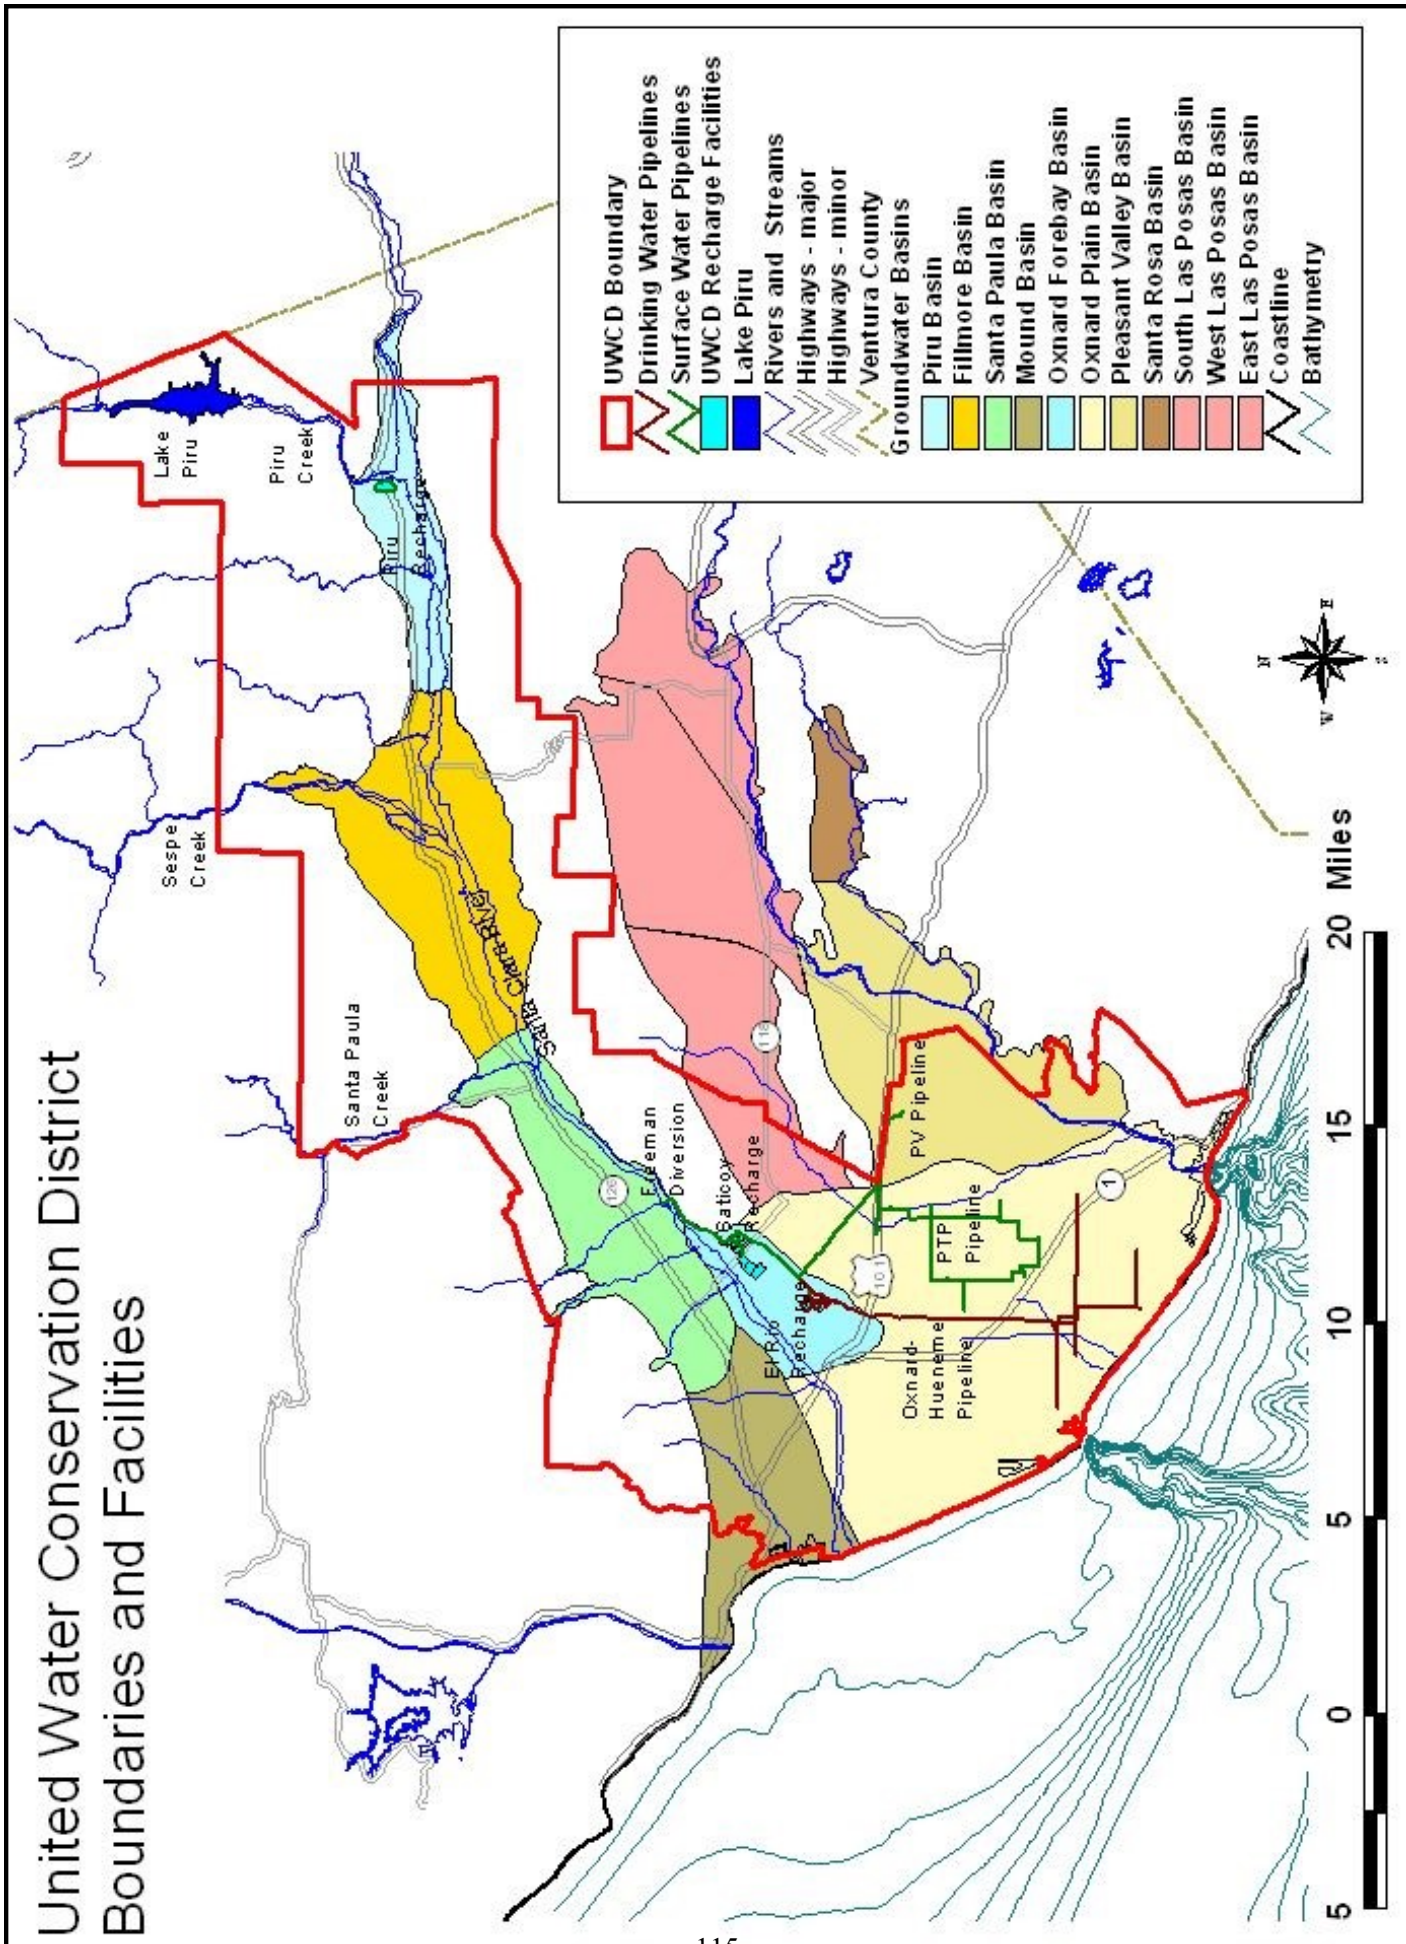 United Water Conservation District
Boundaries and Facilities
Lake
Piru
Piru
Creek
Piru
Recharge
Sespe
Creek
Santa Clara River
Santa Paula
Creek
Freeman
Diversion
Saticoy
Recharge
El Rio
Recharge
126
118
101
1
PV Pipeline
PTP
Pipeline
Oxnard-
Hueneme
Pipeline
UWCD Boundary
Drinking Water Pipelines
Surface Water Pipelines
UWCD Recharge Facilities
Lake Piru
Rivers and Streams
Highways - major
Highways - minor
Ventura County
Groundwater Basins
Piru Basin
Fillmore Basin
Santa Paula Basin
Mound Basin
Oxnard Forebay Basin
Oxnard Plain Basin
Pleasant Valley Basin
Santa Rosa Basin
South Las Posas Basin
West Las Posas Basin
East Las Posas Basin
Coastline
Bathymetry
N
W E
S
5 0 5 10 15 20 Miles
115